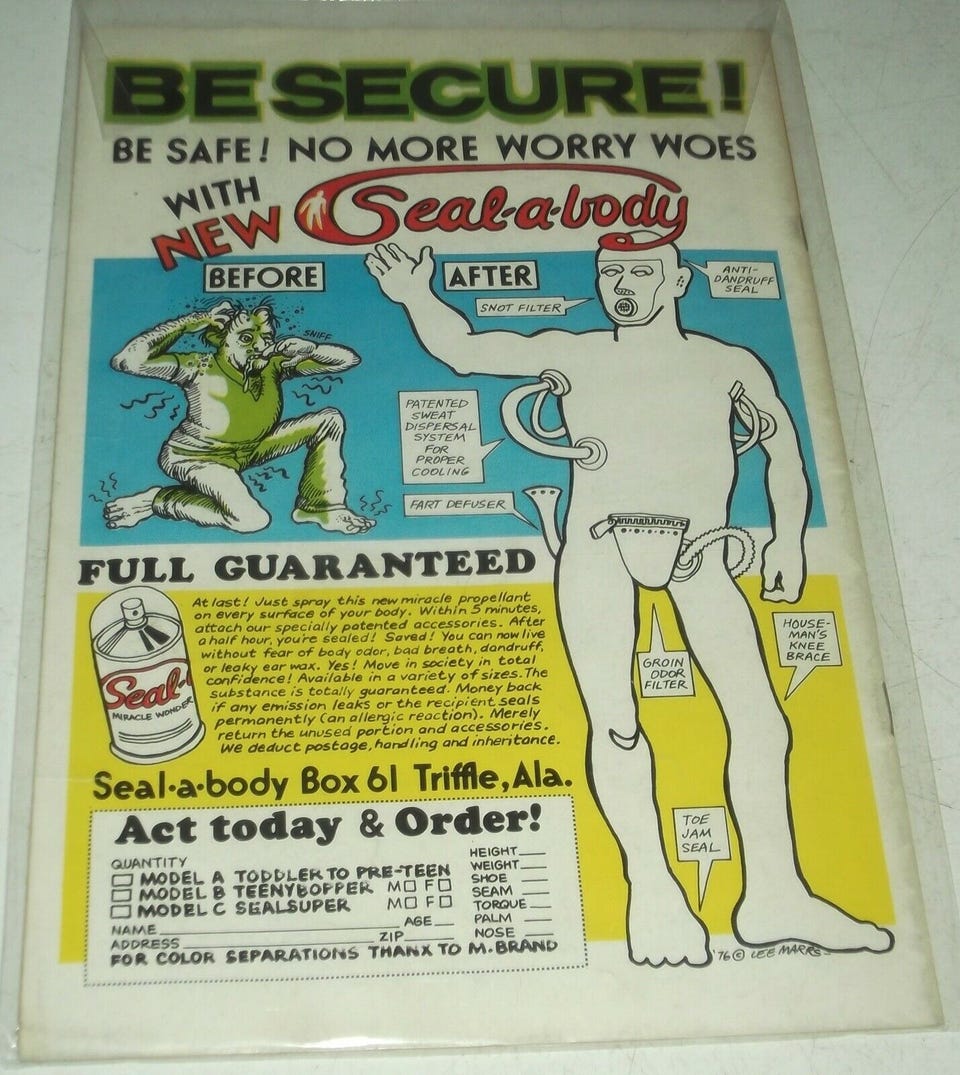 BE SECURE!
BE SAFE! NO MORE WORRY WOES
WITH
NEW Seal-a-body
BEFORE
AFTER
SNIFF
SNOT FILTER
ANTI-
DANDRUFF
SEAL
PATENTED
SWEAT
DISPERSAL
SYSTEM
FOR
PROPER
COOLING
FART DEFUSER
FULL GUARANTEED
At last! Just spray this new miracle propellant
on every surface of your body. Within 5 minutes,
attach our specially patented accessories. After
a half hour, you're sealed! Saved! You can now live
without fear of body odor, bad breath, dandruff,
or leaky ear wax. Yes! Move in society in total
confidence! Available in a variety of sizes. The
substance is totally guaranteed. Money back
if any emission leaks or the recipient seals
permanently (an allergic reaction). Merely
return the unused portion and accessories.
We deduct postage, handling and inheritance.
Seal-
MIRACLE WONDER
HOUSE-
MAN'S
KNEE
BRACE
GROIN
ODOR
FILTER
TOE
JAM
SEAL
Seal·a·body Box 61 Triffle, Ala.
Act today & Order!
QUANTITY
MODEL A TODDLER TO PRE-TEEN
MODEL B TEENYBOPPER M F
MODEL C SEALSUPER M F
NAME AGE
ADDRESS ZIP
HEIGHT
WEIGHT
SHOE
SEAM
TORQUE
PALM
NOSE
FOR COLOR SEPARATIONS THANX TO M. BRAND
'76 © LEE MARRS